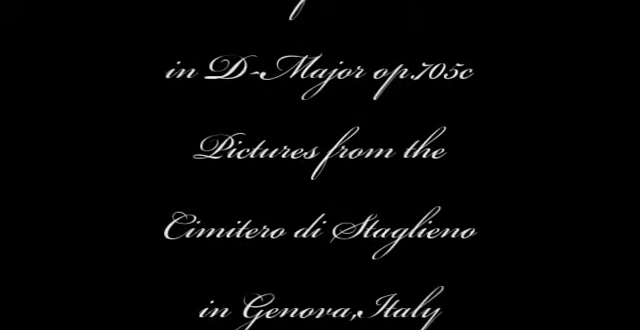 in D-Major op.705c
Pictures from the
Cimitero di Staglieno
in Genova,Italy